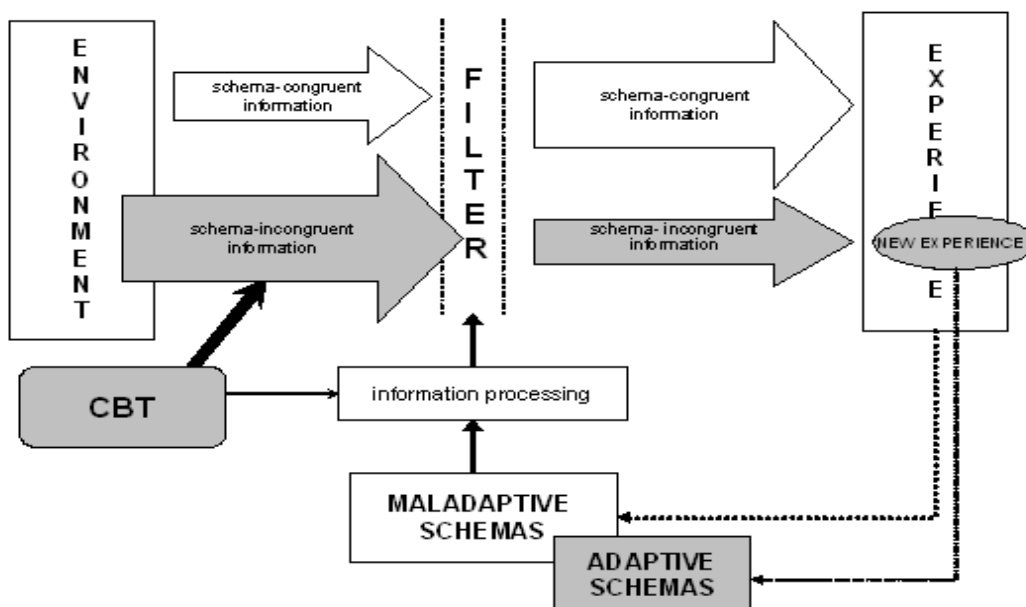 ENVIRONMENT
schema-congruent
information
schema-incongruent
information
FILTER
schema-congruent
information
schema- incongruent
information
EXPERIE E
NEW EXPERIENCE
CBT
information processing
MALADAPTIVE
SCHEMAS
ADAPTIVE
SCHEMAS